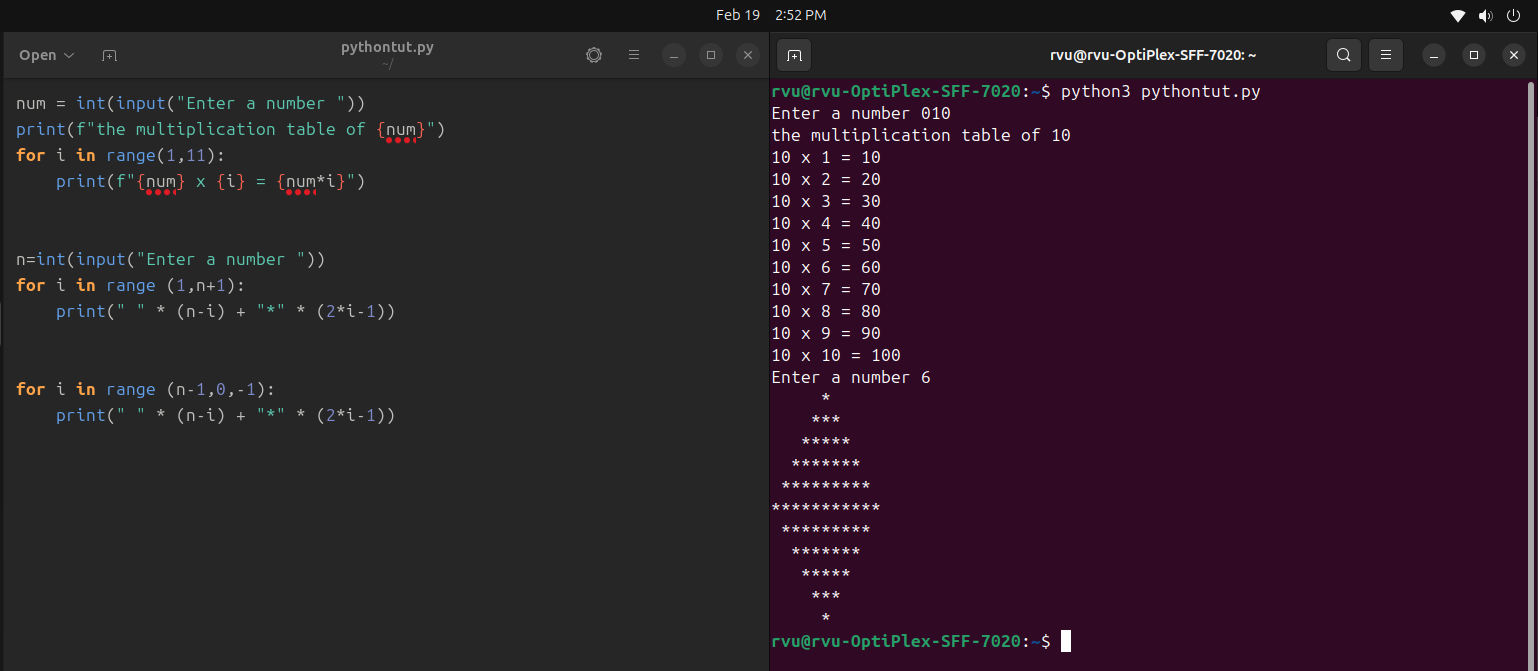 Feb 19 2:52 PM
Open
pythontut.py
~/
num = int(input("Enter a number "))
print(f"the multiplication table of {num}")
for i in range(1,11):
    print(f"{num} x {i} = {num*i}")
n=int(input("Enter a number "))
for i in range (1,n+1):
    print(" " * (n-i) + "*" * (2*i-1))
for i in range (n-1,0,-1):
    print(" " * (n-i) + "*" * (2*i-1))
rvu@rvu-OptiPlex-SFF-7020: ~
rvu@rvu-OptiPlex-SFF-7020:~$ python3 pythontut.py
Enter a number 010
the multiplication table of 10
10 x 1 = 10
10 x 2 = 20
10 x 3 = 30
10 x 4 = 40
10 x 5 = 50
10 x 6 = 60
10 x 7 = 70
10 x 8 = 80
10 x 9 = 90
10 x 10 = 100
Enter a number 6
     *
    ***
   *****
  *******
 *********
***********
 *********
  *******
   *****
    ***
     *
rvu@rvu-OptiPlex-SFF-7020:~$